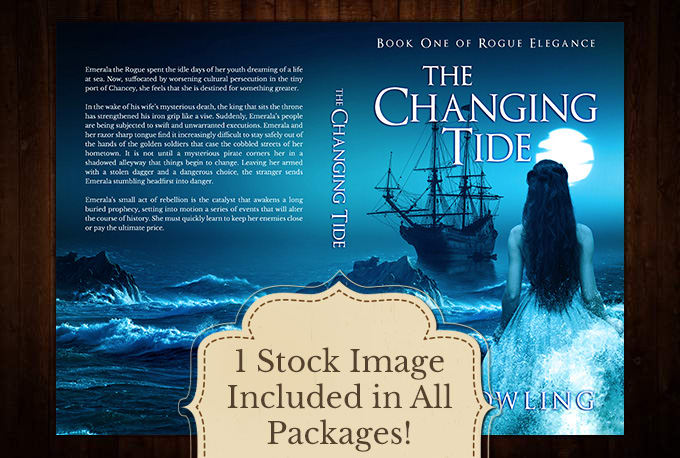 Emerala the Rogue spent the idle days of her youth dreaming of a life
at sea. Now, suffocated by worsening cultural persecution in the tiny
port of Chancey, she feels that she is destined for something greater.
In the wake of his wife's mysterious death, the king that sits the throne
has strengthened his iron grip like a vise. Suddenly, Emerala's people
are being subjected to swift and unwarranted executions. Emerala and
her razor sharp tongue find it increasingly difficult to stay safely out of
the hands of the golden soldiers that case the cobbled streets of her
hometown. It is not until a mysterious pirate corners her in a
shadowed alleyway that things begin to change. Leaving her armed
with a stolen dagger and a dangerous choice, the stranger sends
Emerala stumbling headfirst into danger.
Emerala's small act of rebellion is the catalyst that awakens a long
buried prophecy, setting into motion a series of events that will alter
the course of history. She must quickly learn to keep her enemies close
or pay the ultimate price.
THE CHANGING TIDE
BOOK ONE OF ROGUE ELEGANCE
THE
CHANGING
TIDE
OWLING
1 Stock Image
Included in All
Packages!